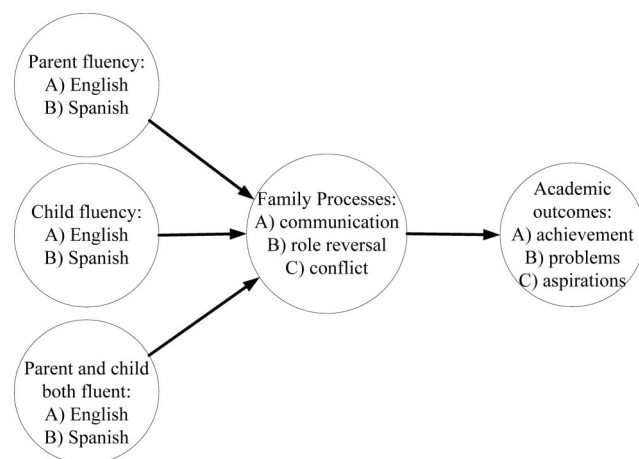 Parent fluency:
A) English
B) Spanish
Child fluency:
A) English
B) Spanish
Parent and child
both fluent:
A) English
B) Spanish
Family Processes:
A) communication
B) role reversal
C) conflict
Academic
outcomes:
A) achievement
B) problems
C) aspirations